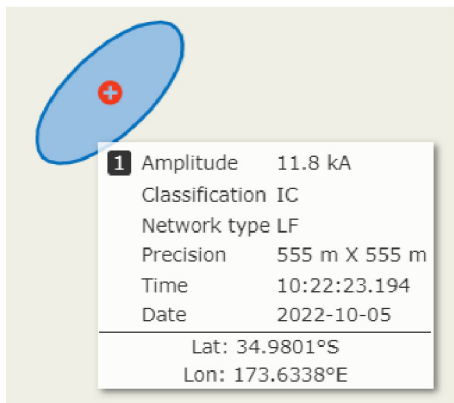 1 Amplitude 11.8 kA
Classification IC
Network type LF
Precision 555 m X 555 m
Time 10:22:23.194
Date 2022-10-05
Lat: 34.9801°S
Lon: 173.6338°E